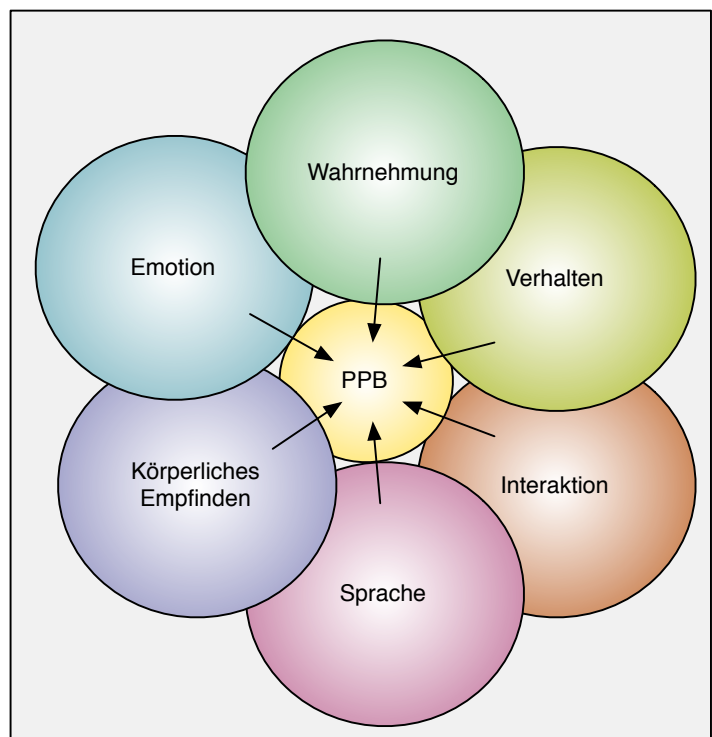 Wahrnehmung
Emotion
Verhalten
PPB
Körperliches
Empfinden
Interaktion
Sprache